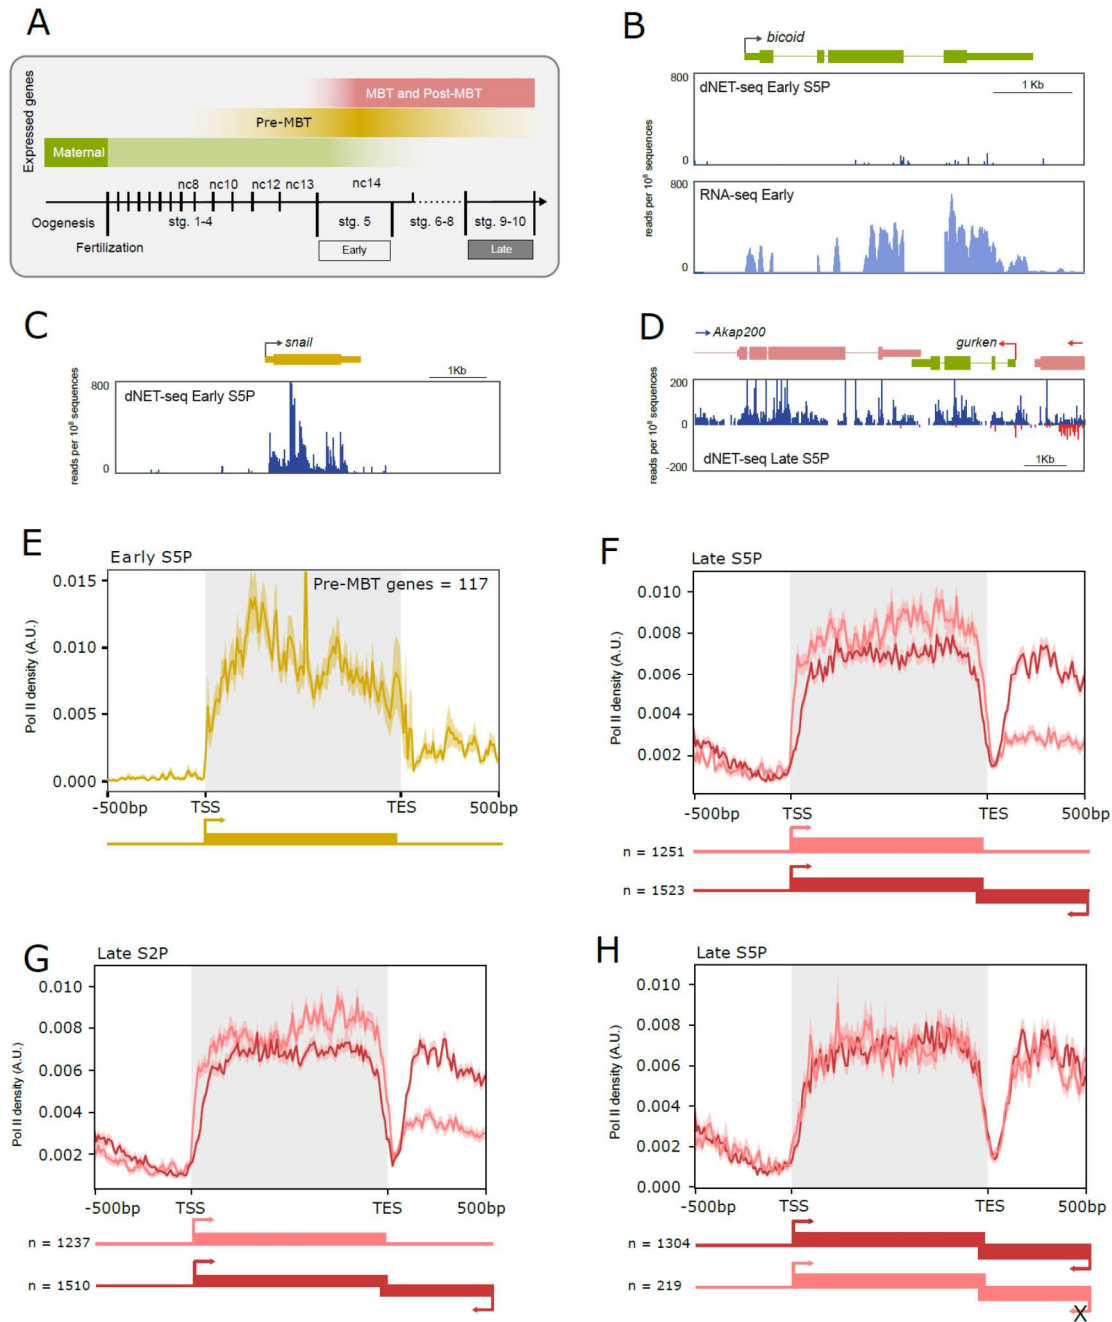 A
Expressed genes
MBT and Post-MBT
Pre-MBT
Maternal
nc8 nc10 nc12 nc13 nc14
Oogenesis stg. 1-4 stg. 5 stg. 6-8 stg. 9-10
Fertilization Early Late
B
bicoid
800
dNET-seq Early S5P
1 Kb
0
reads per 10⁸ sequences
800
RNA-seq Early
0
C
snail
1Kb
800
dNET-seq Early S5P
0
reads per 10⁸ sequences
D
Akap200
gurken
200
0
-200
reads per 10⁸ sequences
dNET-seq Late S5P
1Kb
E
Early S5P
Pre-MBT genes = 117
0.015
0.010
0.005
0.000
Pol II density (A.U.)
-500bp TSS TES 500bp
F
Late S5P
0.010
0.008
0.006
0.004
0.002
Pol II density (A.U.)
-500bp TSS TES 500bp
n = 1251
n = 1523
G
Late S2P
0.010
0.008
0.006
0.004
0.002
Pol II density (A.U.)
-500bp TSS TES 500bp
n = 1237
n = 1510
H
Late S5P
0.010
0.008
0.006
0.004
0.002
0.000
Pol II density (A.U.)
-500bp TSS TES 500bp
n = 1304
n = 219
X